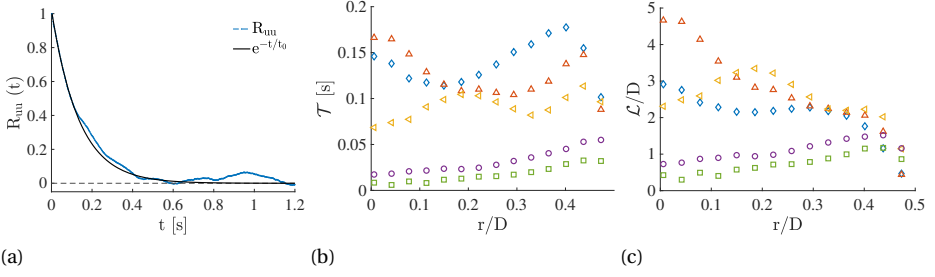 1
0.8
0.6
0.4
0.2
0
R_uu (t)
0 0.2 0.4 0.6 0.8 1 1.2
t [s]
R_uu
e^{-t/t_0}
(a)
0.2
0.15
0.1
0.05
0
𝒯 [s]
0 0.1 0.2 0.3 0.4
r/D
(b)
5
4
3
2
1
0
ℒ/D
0 0.1 0.2 0.3 0.4 0.5
r/D
(c)